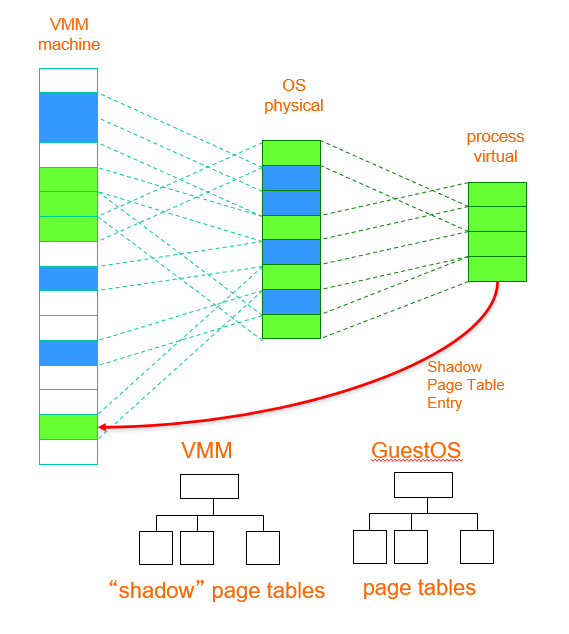 VMM
machine
OS
physical
process
virtual
Shadow
Page Table
Entry
VMM
GuestOS
“shadow” page tables
page tables